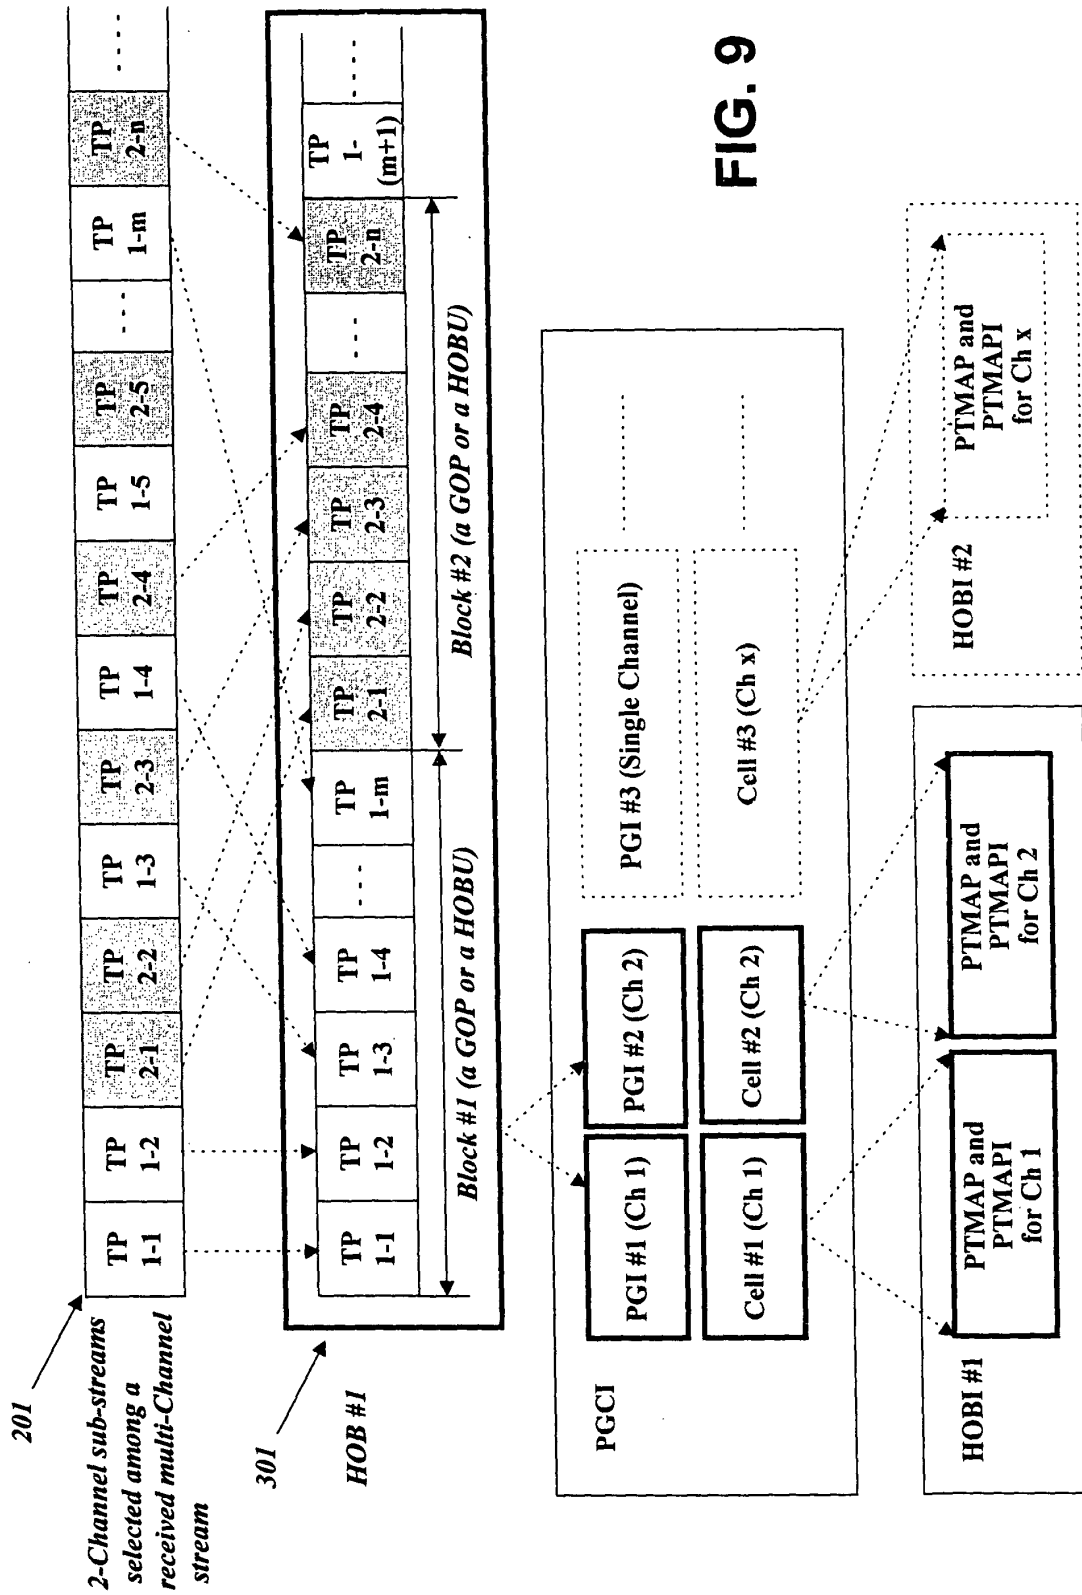 201
2-Channel sub-streams
selected among a
received multi-Channel
stream
TP
1-1
TP
1-2
TP
2-1
TP
2-2
TP
1-3
TP
2-3
TP
1-4
TP
2-4
TP
1-5
TP
2-5
....
TP
1-m
TP
2-n
.....
301
HOB #1
TP
1-1
TP
1-2
TP
1-3
TP
1-4
....
TP
1-m
TP
2-1
TP
2-2
TP
2-3
TP
2-4
....
TP
2-n
TP
1-
(m+1)
.....
Block #1 (a GOP or a HOBU)
Block #2 (a GOP or a HOBU)
PGCI
PGI #1 (Ch 1)
PGI #2 (Ch 2)
PGI #3 (Single Channel)
Cell #1 (Ch 1)
Cell #2 (Ch 2)
Cell #3 (Ch x)
FIG. 9
HOBI #1
PTMAP and
PTMAPI
for Ch 1
PTMAP and
PTMAPI
for Ch 2
HOBI #2
PTMAP and
PTMAPI
for Ch x